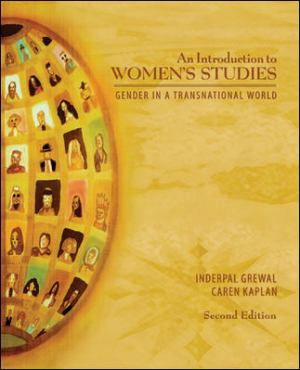 An Introduction to
WOMEN'S STUDIES
GENDER IN A TRANSNATIONAL WORLD
INDERPAL GREWAL
CAREN KAPLAN
Second Edition